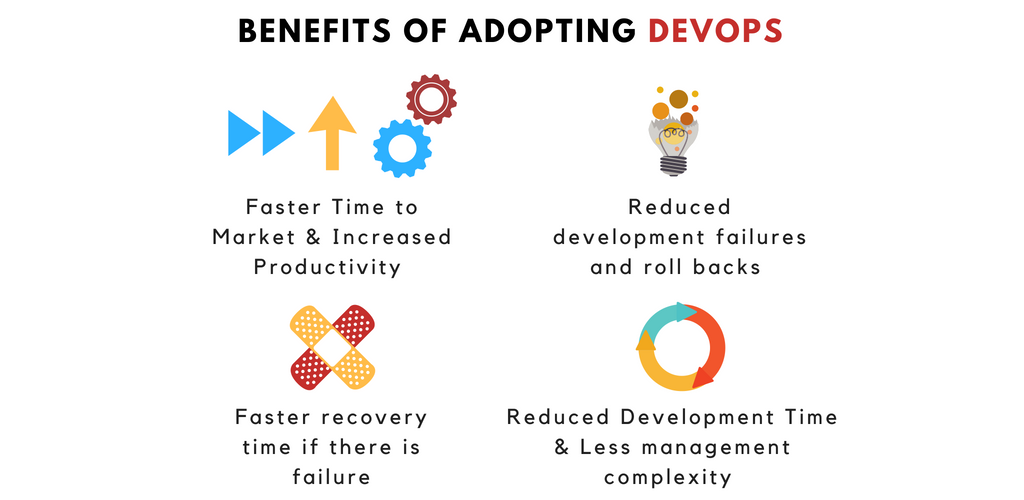 BENEFITS OF ADOPTING DEVOPS
Faster Time to
Market & Increased
Productivity
Reduced
development failures
and roll backs
Faster recovery
time if there is
failure
Reduced Development Time
& Less management
complexity